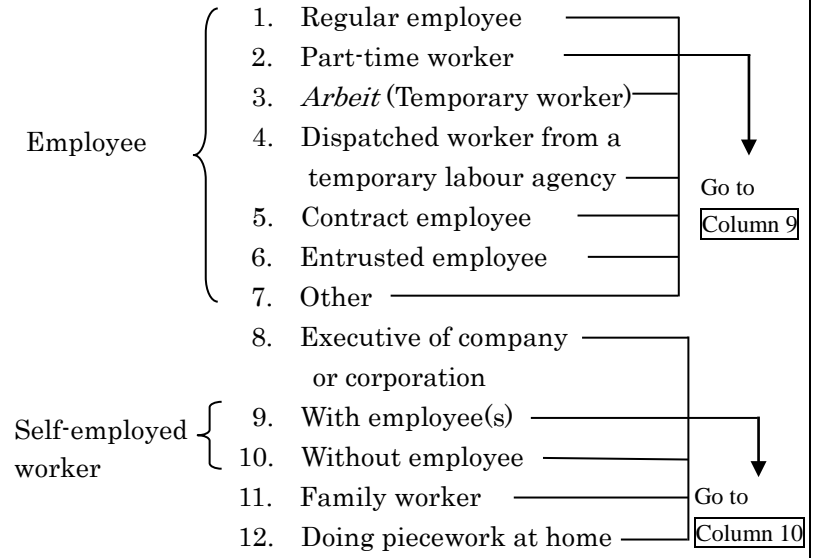 1. Regular employee
2. Part-time worker
3. Arbeit (Temporary worker)
Employee
4. Dispatched worker from a
temporary labour agency
Go to
Column 9
5. Contract employee
6. Entrusted employee
7. Other
8. Executive of company
or corporation
Self-employed
worker
9. With employee(s)
10. Without employee
11. Family worker
Go to
Column 10
12. Doing piecework at home